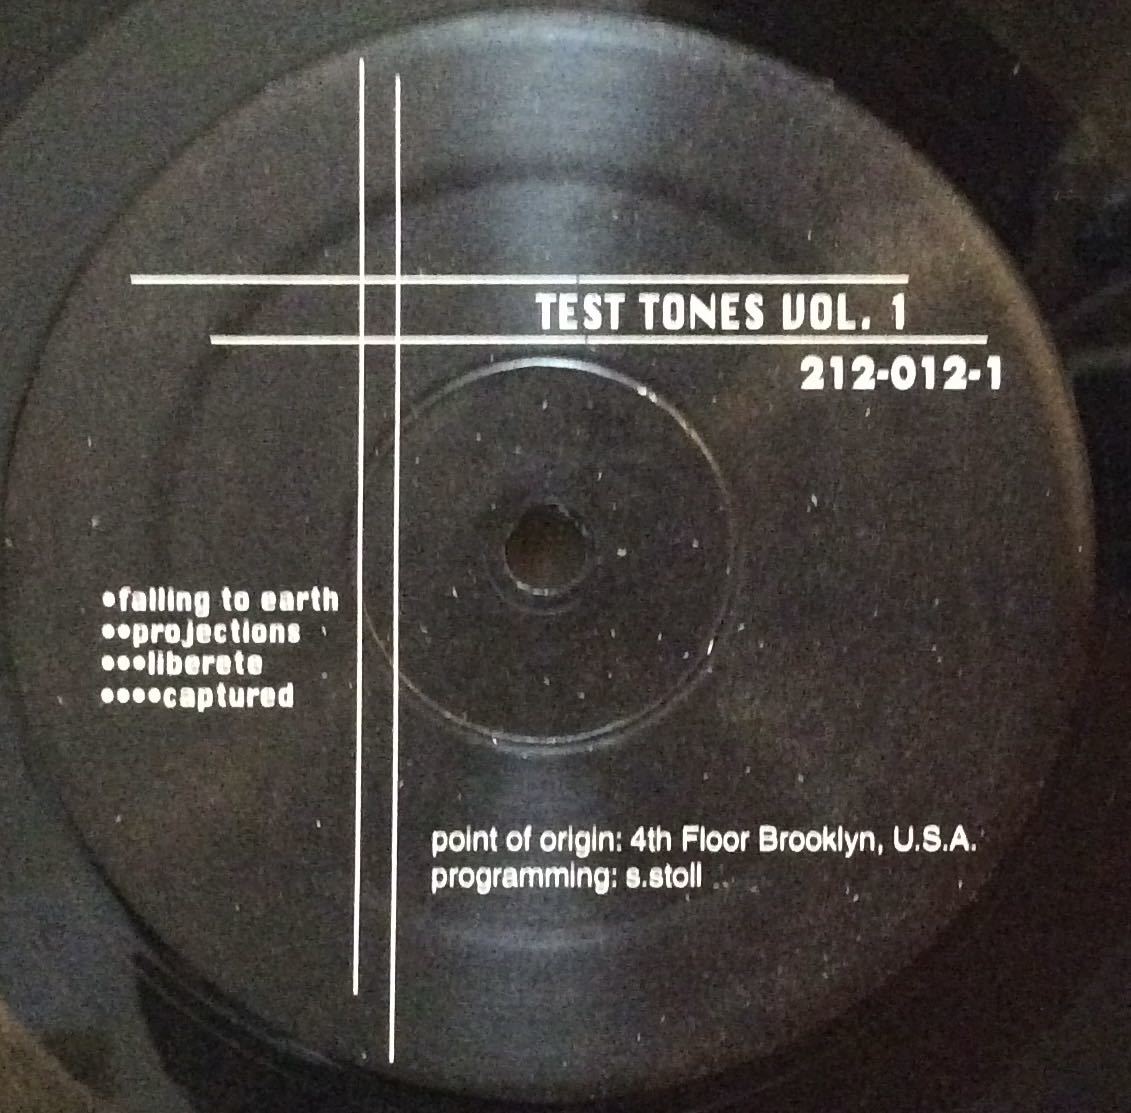 TEST TONES VOL. 1
212-012-1
•falling to earth
••projections
•••liberete
••••captured
point of origin: 4th Floor Brooklyn, U.S.A.
programming: s.stoll